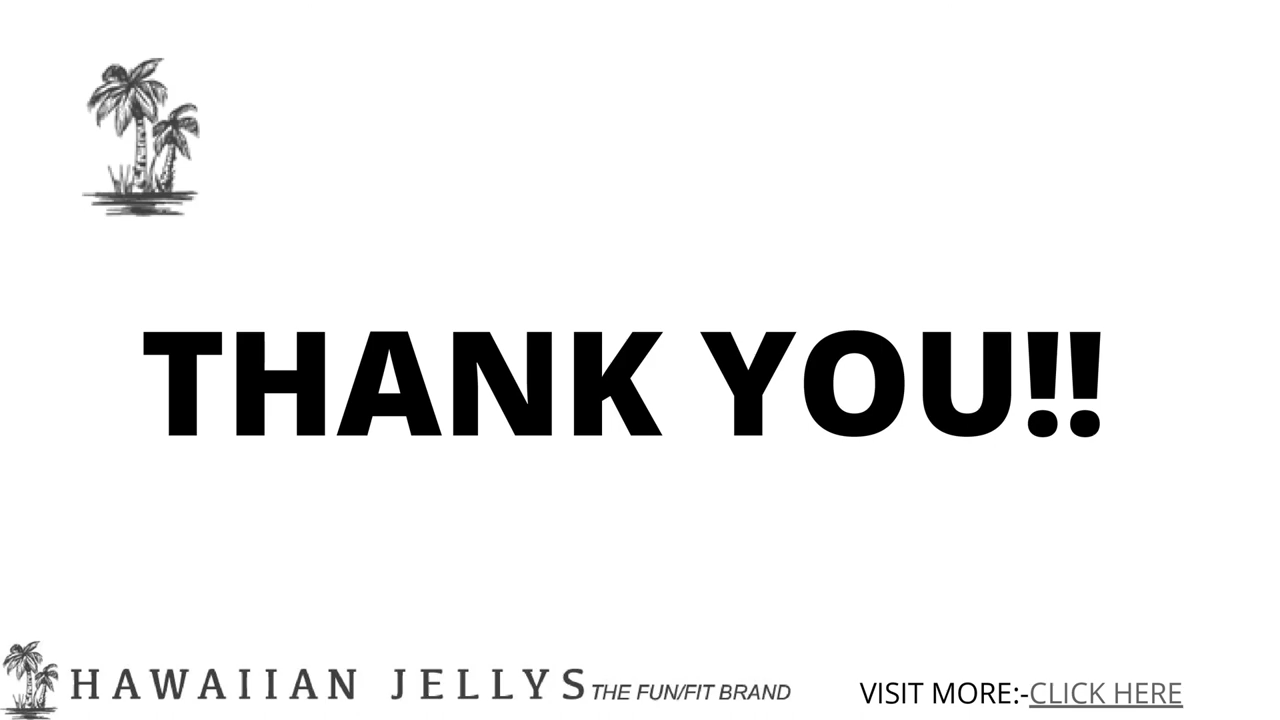 THANK YOU!!
HAWAIIAN JELLYS THE FUN/FIT BRAND
VISIT MORE:-CLICK HERE